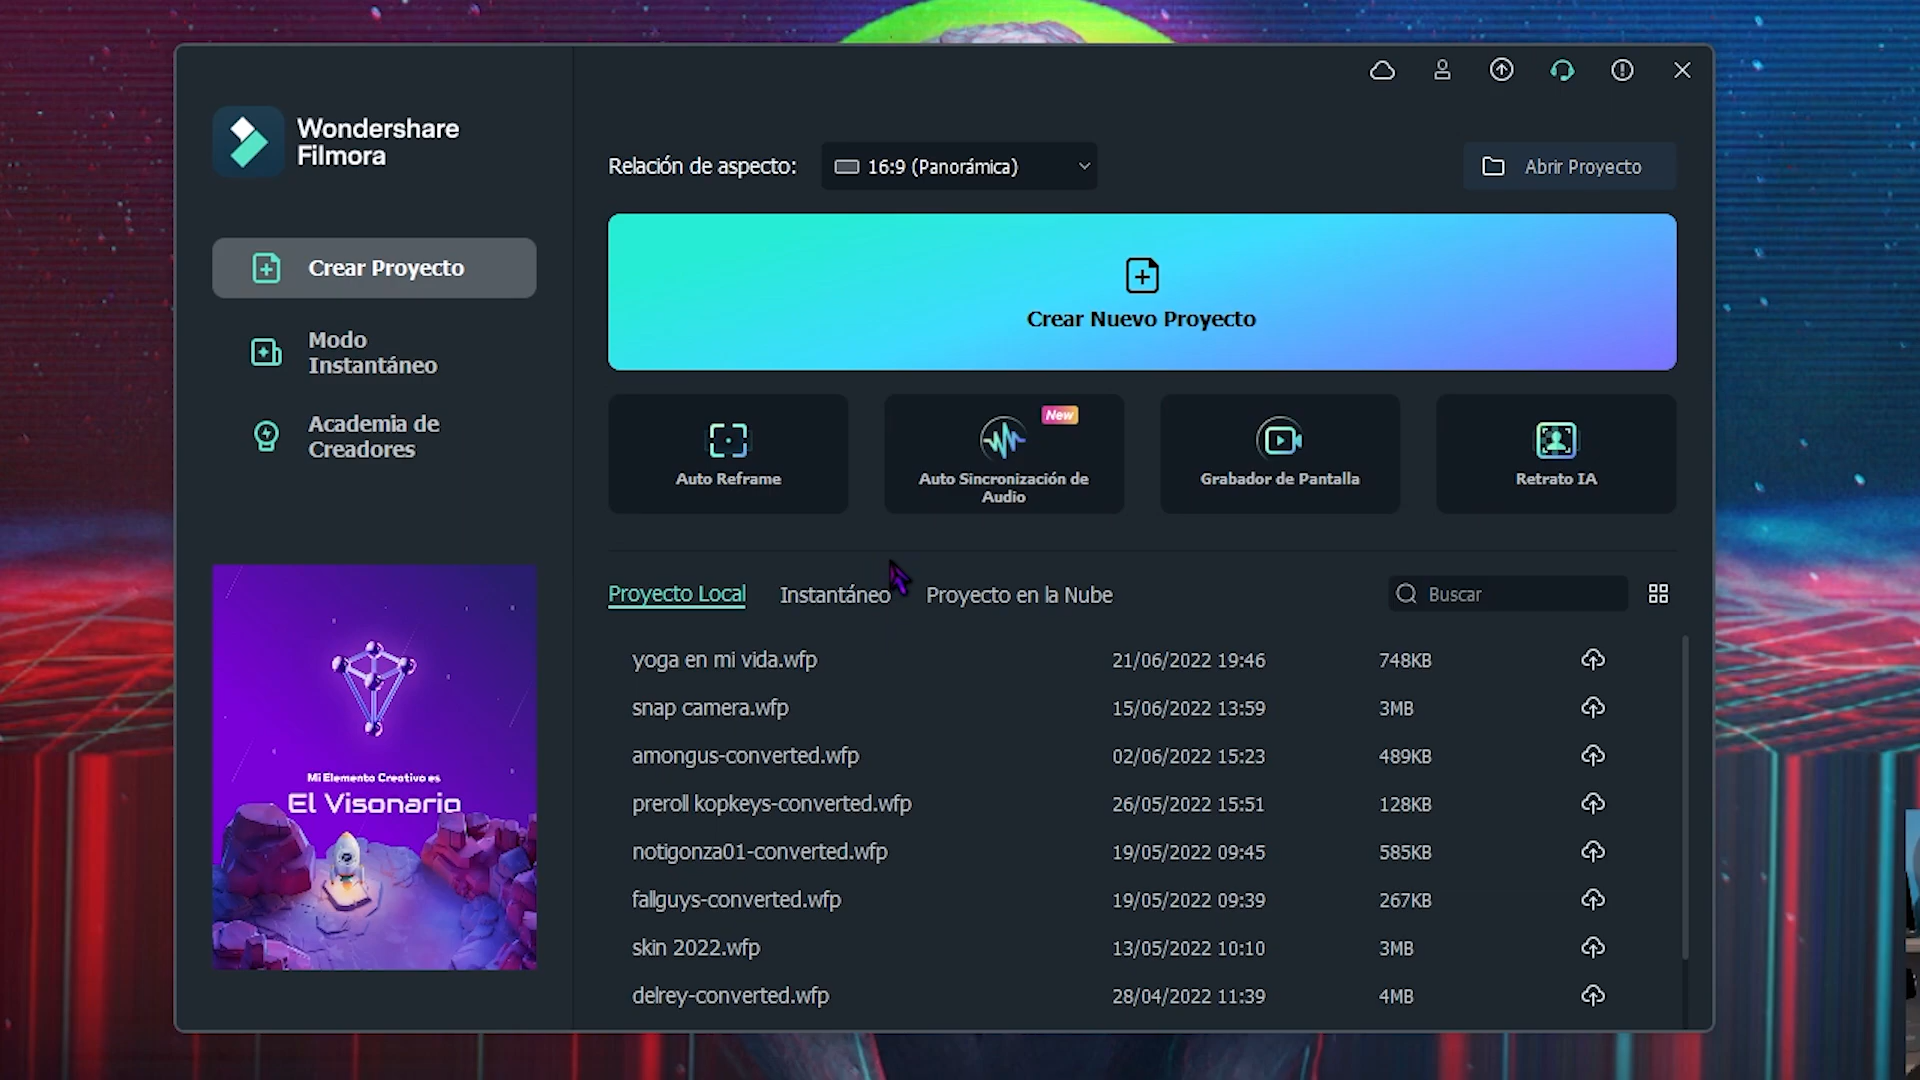 Wondershare
Filmora
Relación de aspecto:
16:9 (Panorámica)
Abrir Proyecto
Crear Proyecto
Modo
Instantáneo
Academia de
Creadores
Crear Nuevo Proyecto
Auto Reframe
New
Auto Sincronización de
Audio
Grabador de Pantalla
Retrato IA
Mi Elemento Creativo es
El Visonario
Proyecto Local
Instantáneo
Proyecto en la Nube
Buscar
yoga en mi vida.wfp 21/06/2022 19:46 748KB
snap camera.wfp 15/06/2022 13:59 3MB
amongus-converted.wfp 02/06/2022 15:23 489KB
preroll kopkeys-converted.wfp 26/05/2022 15:51 128KB
notigonza01-converted.wfp 19/05/2022 09:45 585KB
fallguys-converted.wfp 19/05/2022 09:39 267KB
skin 2022.wfp 13/05/2022 10:10 3MB
delrey-converted.wfp 28/04/2022 11:39 4MB